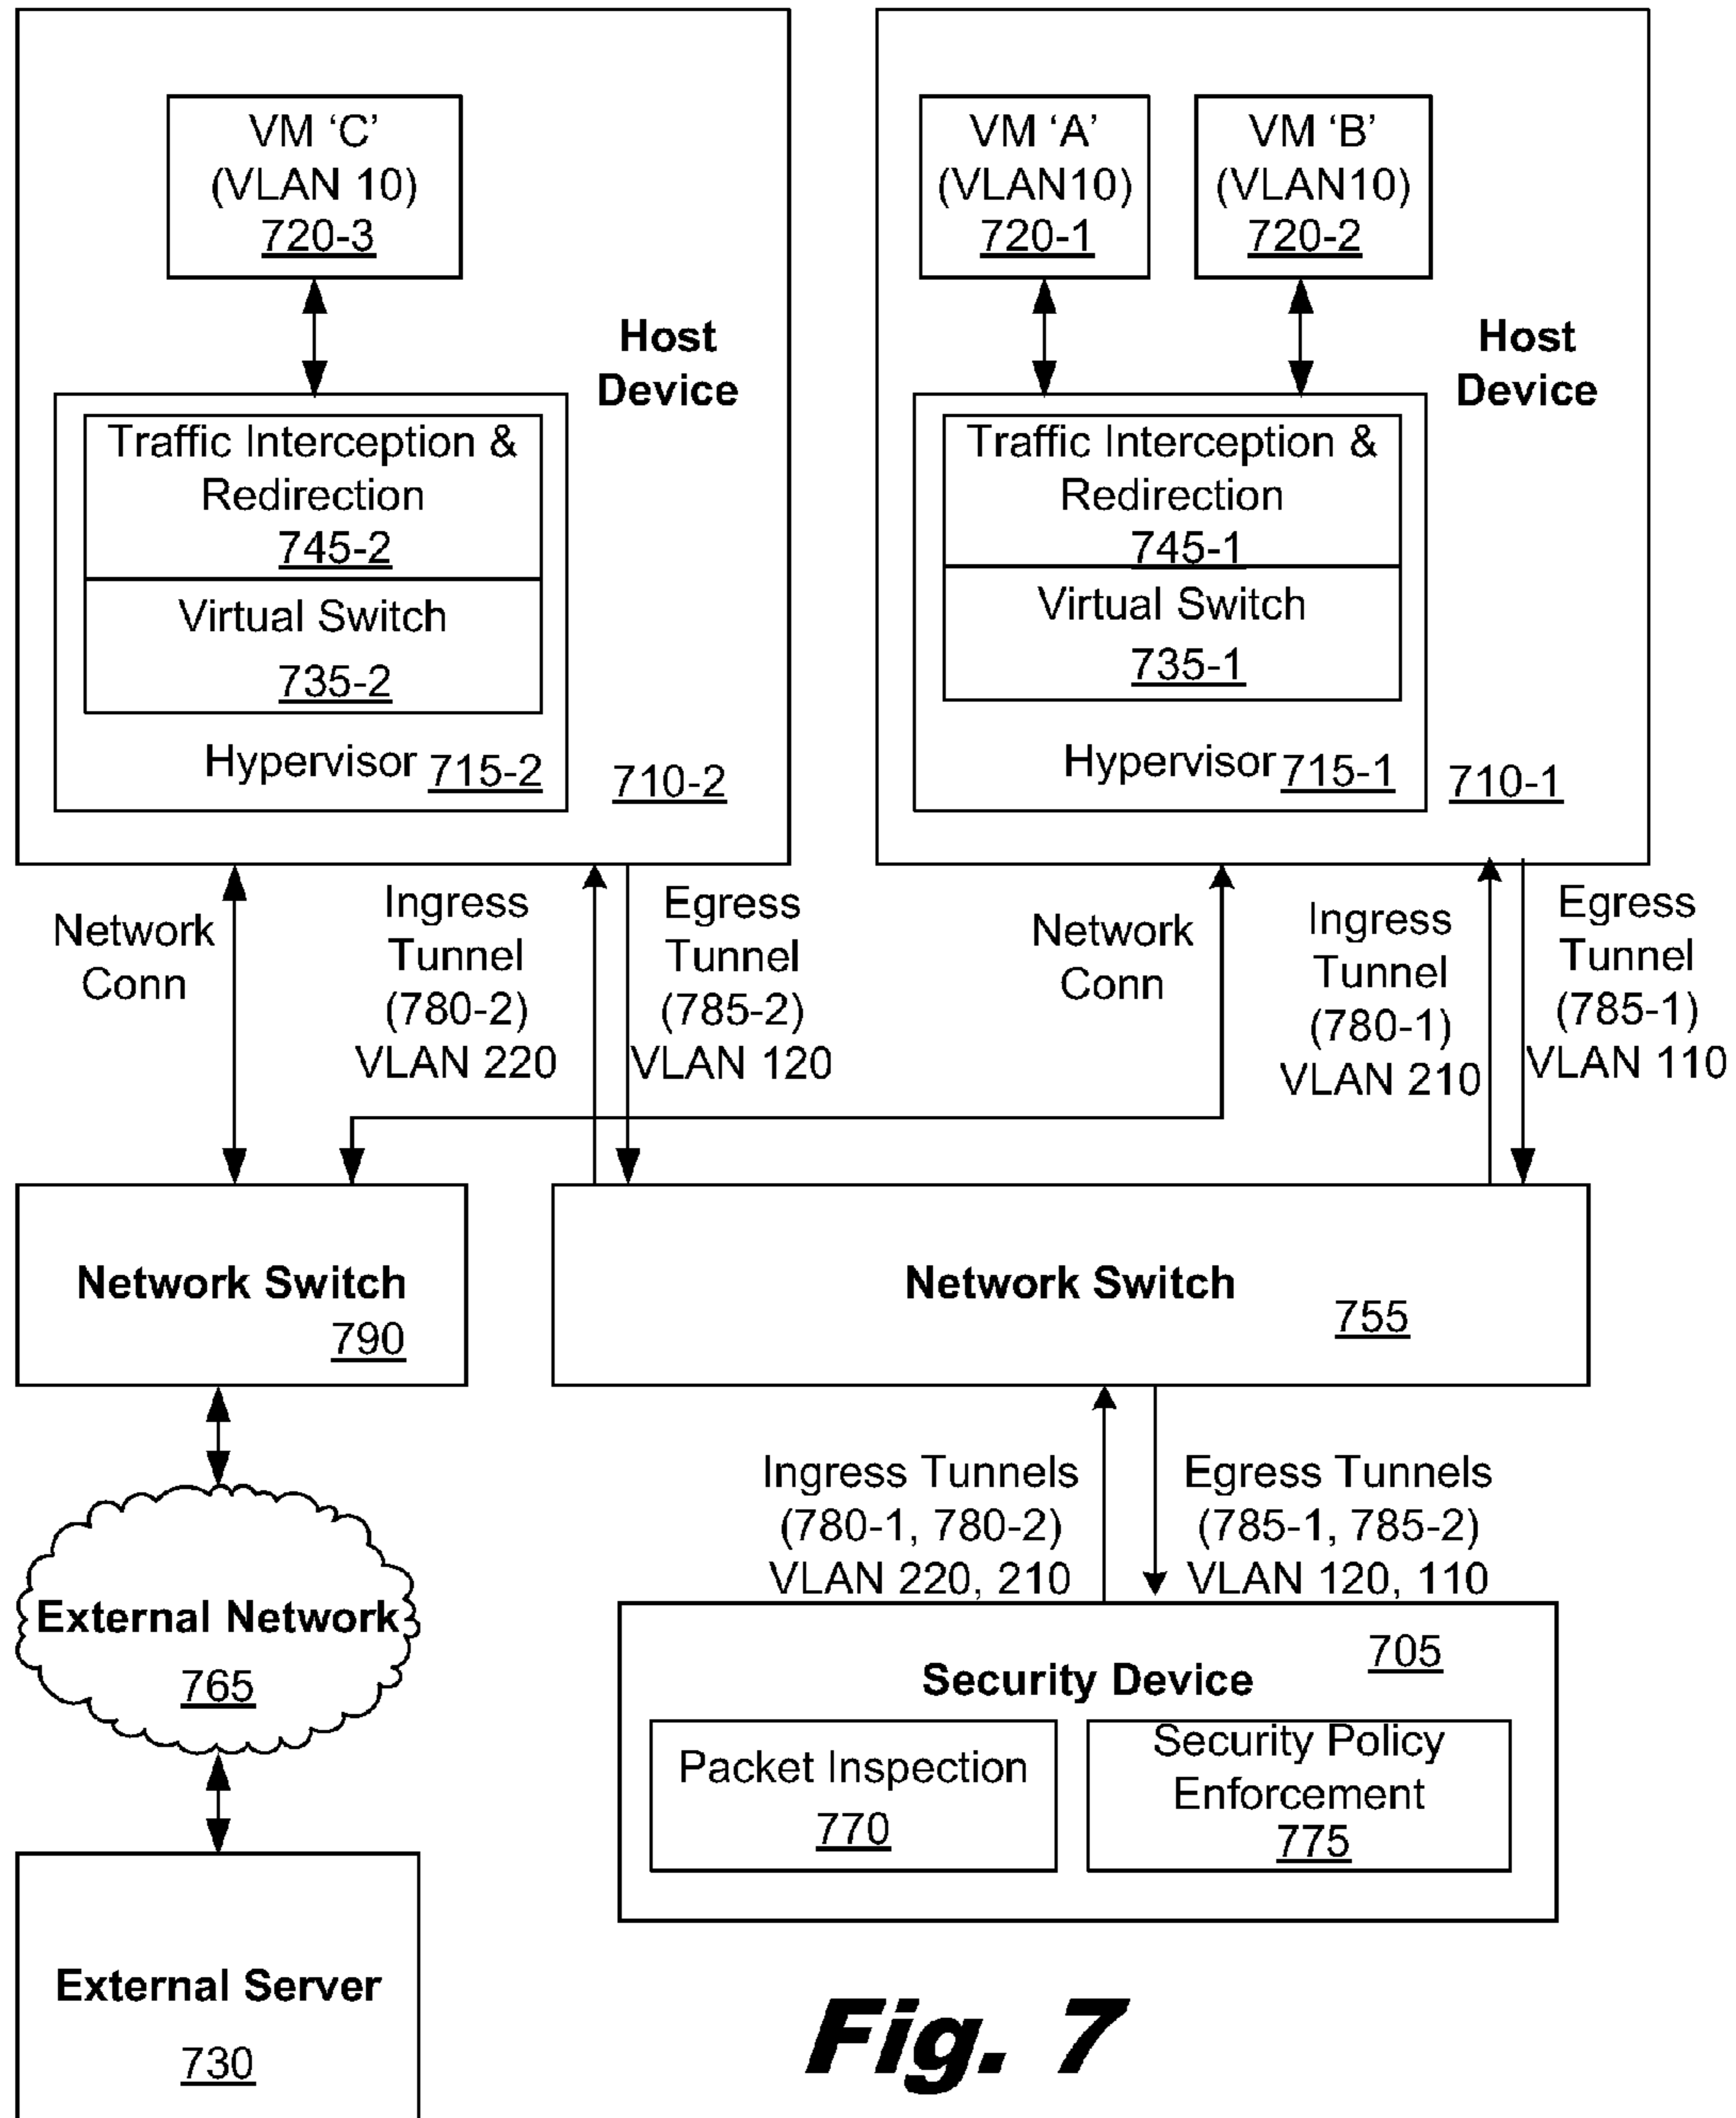 VM ‘C’
(VLAN 10)
720-3
VM ‘A’
(VLAN10)
720-1
VM ‘B’
(VLAN10)
720-2
Host
Device
Traffic Interception &
Redirection
745-2
Virtual Switch
735-2
Hypervisor 715-2
710-2
Host
Device
Traffic Interception &
Redirection
745-1
Virtual Switch
735-1
Hypervisor 715-1
710-1
Network
Conn
Ingress
Tunnel
(780-2)
VLAN 220
Egress
Tunnel
(785-2)
VLAN 120
Network
Conn
Ingress
Tunnel
(780-1)
VLAN 210
Egress
Tunnel
(785-1)
VLAN 110
Network Switch
790
Network Switch
755
Ingress Tunnels
(780-1, 780-2)
VLAN 220, 210
Egress Tunnels
(785-1, 785-2)
VLAN 120, 110
External Network
765
705
Security Device
Packet Inspection
770
Security Policy
Enforcement
775
External Server
730
Fig. 7